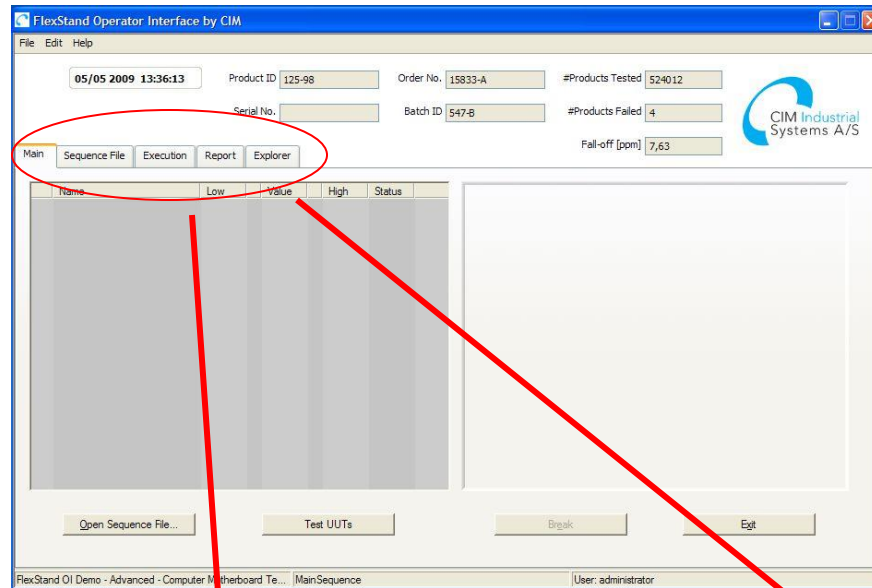 FlexStand Operator Interface by CIM
File Edit Help
05/05 2009 13:36:13 Product ID 125-98 Order No. 15833-A #Products Tested 524012
Serial No. Batch ID 547-B #Products Failed 4
CIM Industrial
Systems A/S
Fall-off [ppm] 7,63
Main Sequence File Execution Report Explorer
Name Low Value High Status
Open Sequence File... Test UUTs Break Exit
FlexStand OI Demo - Advanced - Computer Motherboard Te... MainSequence User: administrator